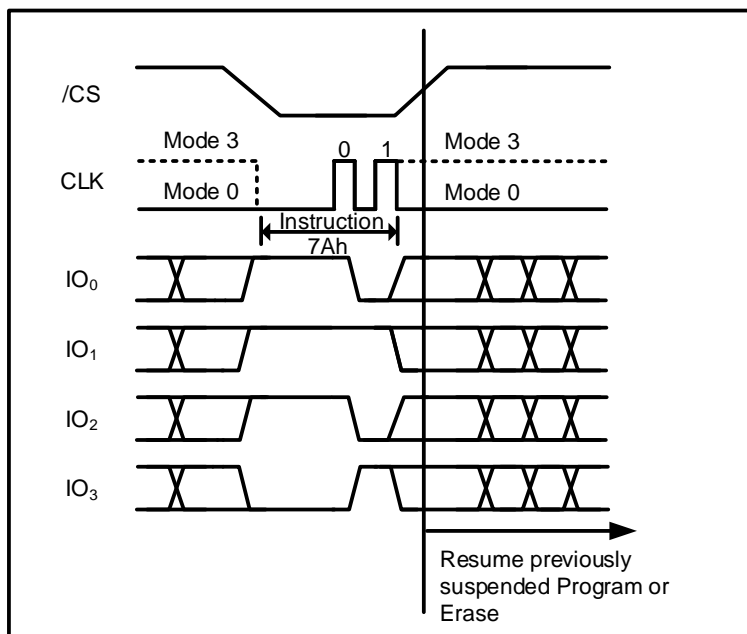 /CS
Mode 3
0
1
Mode 3
CLK
Mode 0
Mode 0
Instruction
7Ah
IO₀
IO₁
IO₂
IO₃
Resume previously
suspended Program or
Erase